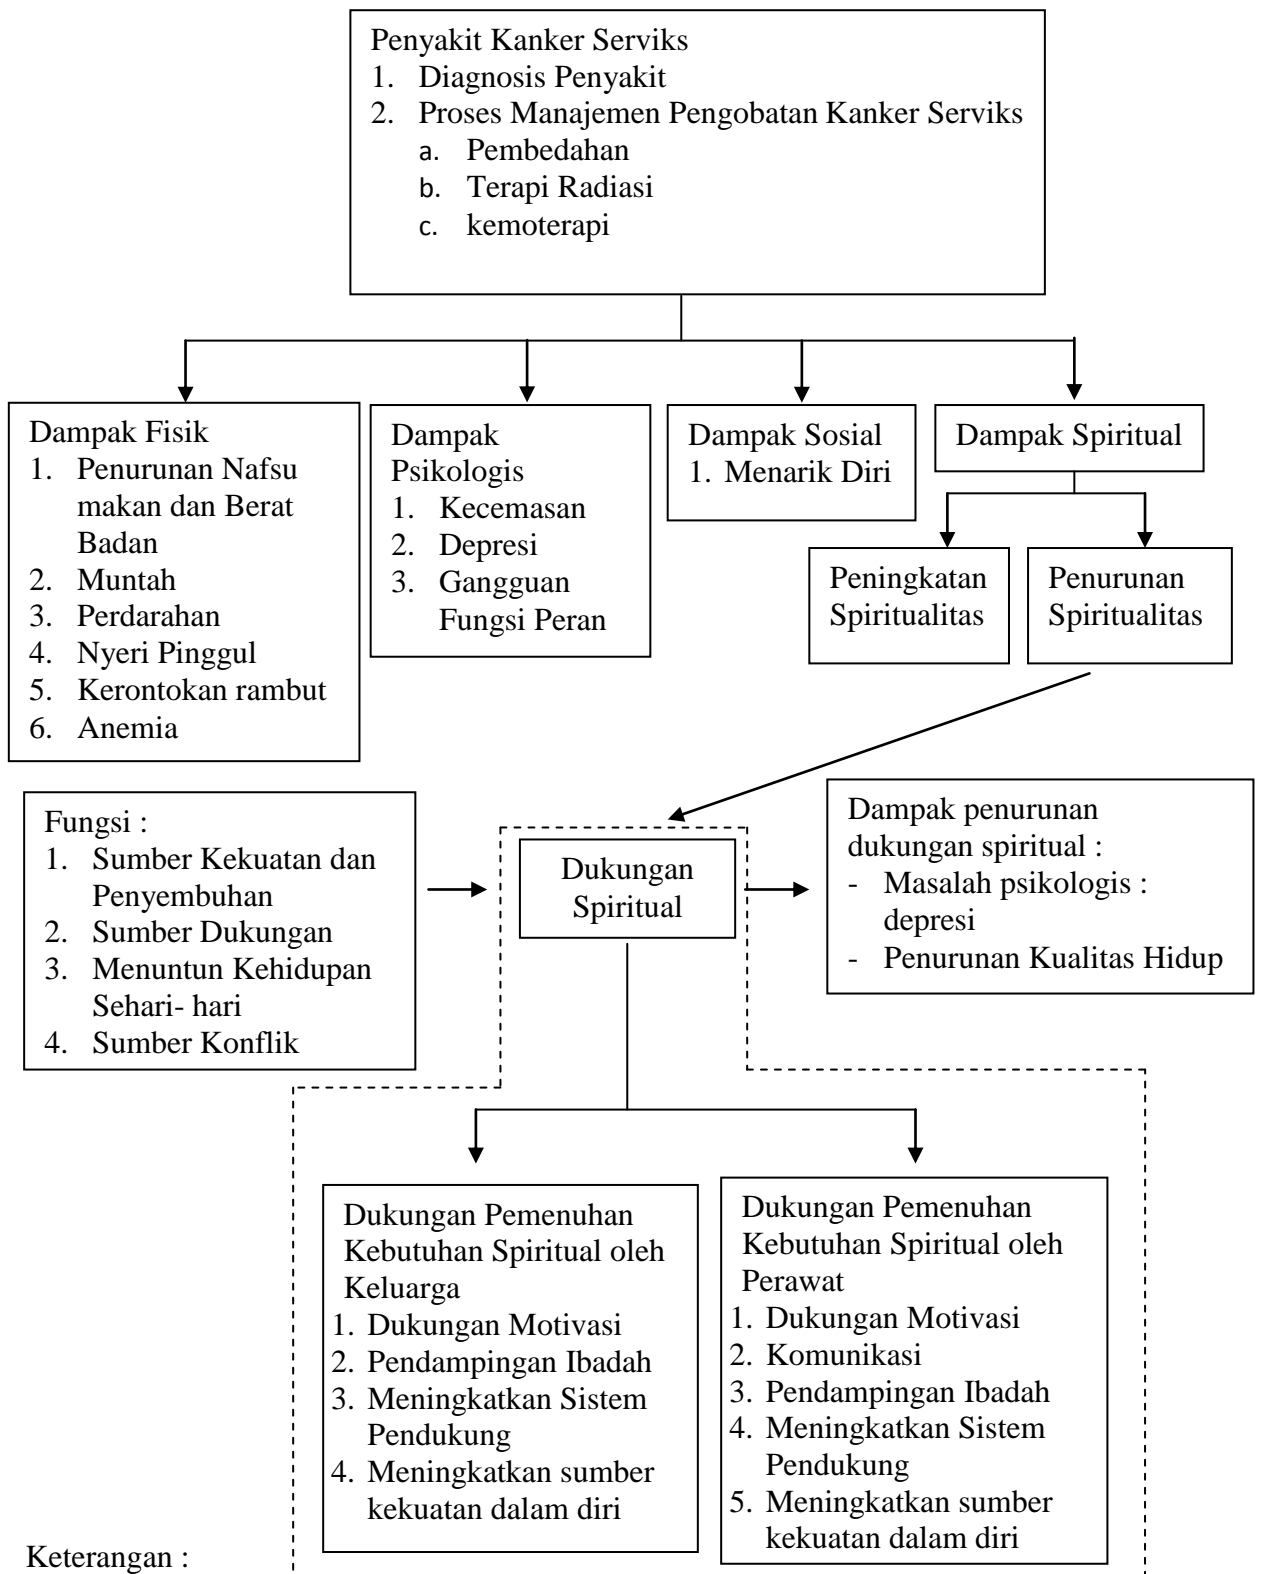 Penyakit Kanker Serviks
1. Diagnosis Penyakit
2. Proses Manajemen Pengobatan Kanker Serviks
a. Pembedahan
b. Terapi Radiasi
c. kemoterapi
Dampak Fisik
1. Penurunan Nafsu
makan dan Berat
Badan
2. Muntah
3. Perdarahan
4. Nyeri Pinggul
5. Kerontokan rambut
6. Anemia
Dampak
Psikologis
1. Kecemasan
2. Depresi
3. Gangguan
Fungsi Peran
Dampak Sosial
1. Menarik Diri
Dampak Spiritual
Peningkatan
Spiritualitas
Penurunan
Spiritualitas
Fungsi :
1. Sumber Kekuatan dan
Penyembuhan
2. Sumber Dukungan
3. Menuntun Kehidupan
Sehari- hari
4. Sumber Konflik
Dukungan
Spiritual
Dampak penurunan
dukungan spiritual :
- Masalah psikologis :
depresi
- Penurunan Kualitas Hidup
Dukungan Pemenuhan
Kebutuhan Spiritual oleh
Keluarga
1. Dukungan Motivasi
2. Pendampingan Ibadah
3. Meningkatkan Sistem
Pendukung
4. Meningkatkan sumber
kekuatan dalam diri
Dukungan Pemenuhan
Kebutuhan Spiritual oleh
Perawat
1. Dukungan Motivasi
2. Komunikasi
3. Pendampingan Ibadah
4. Meningkatkan Sistem
Pendukung
5. Meningkatkan sumber
kekuatan dalam diri
Keterangan :